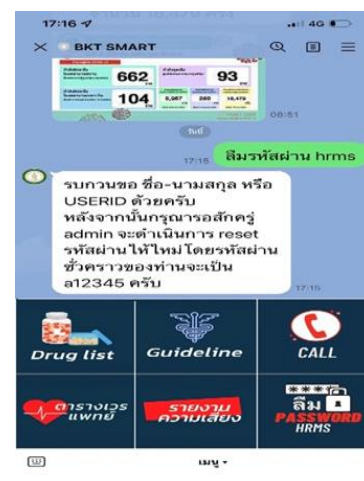 17:16
4G
BKT SMART
662
93
104
8,967
280
18,479
08:51
วันนี้
17:15
ลืมรหัสผ่าน hrms
รบกวนขอ ชื่อ-นามสกุล หรือ
USERID ด้วยครับ
หลังจากนั้นกรุณารอสักครู่
admin จะดำเนินการ reset
รหัสผ่านให้ใหม่ โดยรหัสผ่าน
ชั่วคราวของท่านจะเป็น
a12345 ครับ
17:15
Drug list
Guideline
CALL
ตารางเวร
แพทย์
รายงาน
ความเสี่ยง
****
ลืม
PASSWORD
HRMS
เมนู